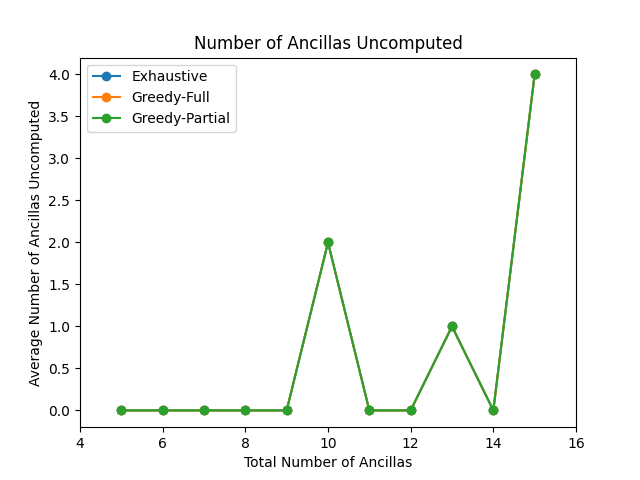 Number of Ancillas Uncomputed
Exhaustive
Greedy-Full
Greedy-Partial
Average Number of Ancillas Uncomputed
4.0
3.5
3.0
2.5
2.0
1.5
1.0
0.5
0.0
4 6 8 10 12 14 16
Total Number of Ancillas